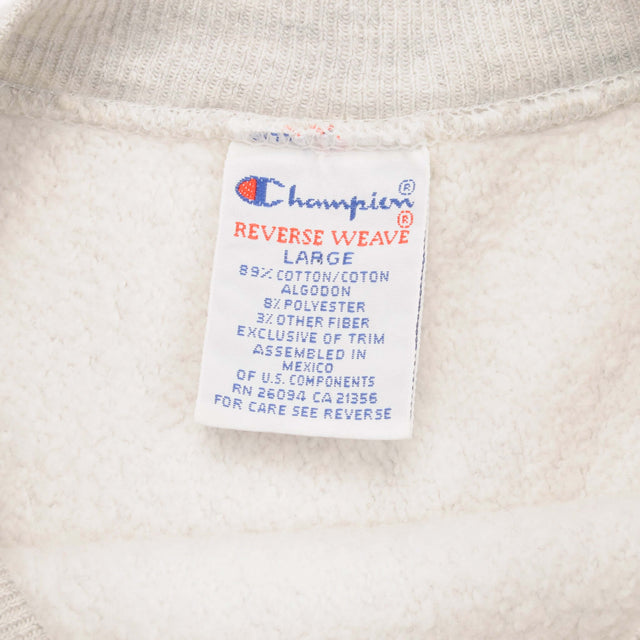 Champion®
REVERSE WEAVE®
LARGE
89% COTTON/COTON
ALGODON
8% POLYESTER
3% OTHER FIBER
EXCLUSIVE OF TRIM
ASSEMBLED IN
MEXICO
OF U.S. COMPONENTS
RN 26094 CA 21356
FOR CARE SEE REVERSE